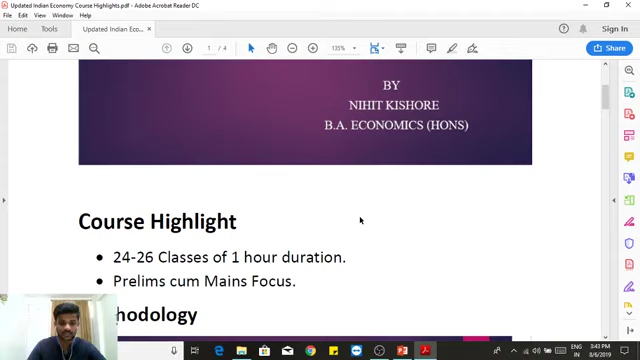 Updated Indian Economy Course Highlights.pdf - Adobe Acrobat Reader DC
File Edit View Window Help
Home Tools Updated Indian Eco... × Sign In
1 / 4 135% Share
BY
NIHIT KISHORE
B.A. ECONOMICS (HONS)
Course Highlight
• 24-26 Classes of 1 hour duration.
• Prelims cum Mains Focus.
hodology
ENG 3:43 PM
IN 8/6/2019